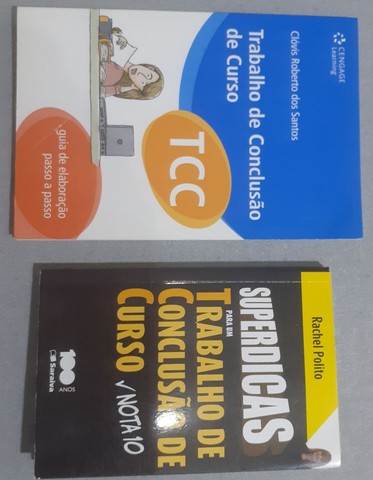 CENGAGE
Learning
Clóvis Roberto dos Santos
Trabalho de Conclusão
de Curso
TCC
guia de elaboração
passo a passo
Rachel Polito
SUPERDICAS
PARA UM
TRABALHO DE
CONCLUSÃO DE
CURSO √ NOTA 10
100
ANOS
Saraiva